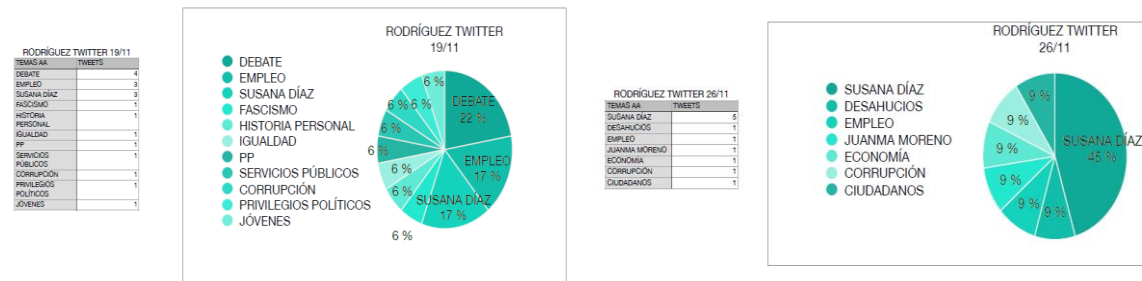 RODRÍGUEZ TWITTER 19/11
TEMAS AA TWEETS
DEBATE 4
EMPLEO 3
SUSANA DÍAZ 3
FASCISMO 1
HISTORIA PERSONAL 1
IGUALDAD 1
PP 1
SERVICIOS PÚBLICOS 1
CORRUPCIÓN 1
PRIVILEGIOS POLÍTICOS 1
JÓVENES 1
RODRÍGUEZ TWITTER
19/11
DEBATE
EMPLEO
SUSANA DÍAZ
FASCISMO
HISTORIA PERSONAL
IGUALDAD
PP
SERVICIOS PÚBLICOS
CORRUPCIÓN
PRIVILEGIOS POLÍTICOS
JÓVENES
DEBATE
22 %
EMPLEO
17 %
SUSANA DÍAZ
17 %
6 %
6 %
6 %
6 %
6 %
6 %
6 %
6 %
RODRÍGUEZ TWITTER 26/11
TEMAS AA TWEETS
SUSANA DÍAZ 5
DESAHUCIOS 1
EMPLEO 1
JUANMA MORENO 1
ECONOMÍA 1
CORRUPCIÓN 1
CIUDADANOS 1
RODRÍGUEZ TWITTER
26/11
SUSANA DÍAZ
DESAHUCIOS
EMPLEO
JUANMA MORENO
ECONOMÍA
CORRUPCIÓN
CIUDADANOS
SUSANA DÍAZ
45 %
9 %
9 %
9 %
9 %
9 %
9 %